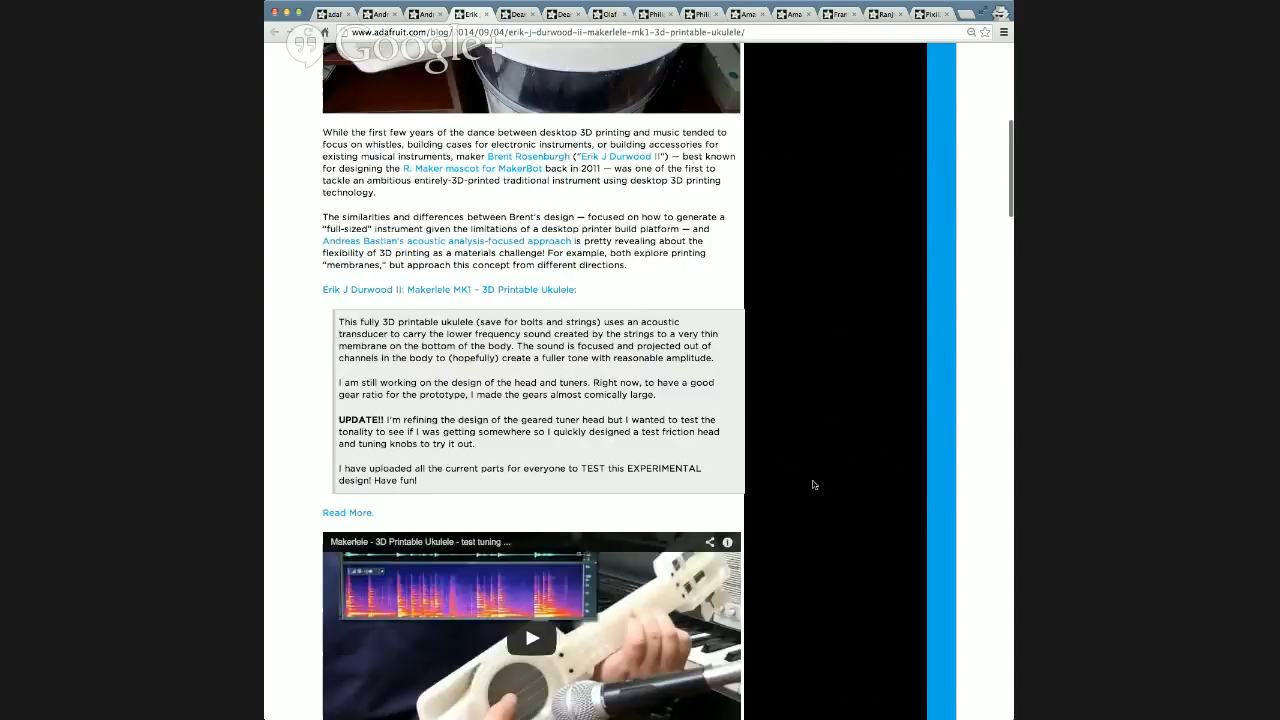 adaf
Andr
Andr
Erik
Dean
Dean
Olaf
Phili
Phili
Ama
Ama
Fran
Ranj
Pixil
www.adafruit.com/blog/2014/09/04/erik-j-durwood-ii-makerlele-mk1-3d-printable-ukulele/
Google+
While the first few years of the dance between desktop 3D printing and music tended to
focus on whistles, building cases for electronic instruments, or building accessories for
existing musical instruments, maker Brent Rosenburgh ("Erik J Durwood II") — best known
for designing the R. Maker mascot for MakerBot back in 2011 — was one of the first to
tackle an ambitious entirely-3D-printed traditional instrument using desktop 3D printing
technology.
The similarities and differences between Brent's design — focused on how to generate a
"full-sized" instrument given the limitations of a desktop printer build platform — and
Andreas Bastian's acoustic analysis-focused approach is pretty revealing about the
flexibility of 3D printing as a materials challenge! For example, both explore printing
"membranes," but approach this concept from different directions.
Erik J Durwood II: Makerlele MK1 – 3D Printable Ukulele:
This fully 3D printable ukulele (save for bolts and strings) uses an acoustic
transducer to carry the lower frequency sound created by the strings to a very thin
membrane on the bottom of the body. The sound is focused and projected out of
channels in the body to (hopefully) create a fuller tone with reasonable amplitude.
I am still working on the design of the head and tuners. Right now, to have a good
gear ratio for the prototype, I made the gears almost comically large.
UPDATE!! I'm refining the design of the geared tuner head but I wanted to test the
tonality to see if I was getting somewhere so I quickly designed a test friction head
and tuning knobs to try it out.
I have uploaded all the current parts for everyone to TEST this EXPERIMENTAL
design! Have fun!
Read More.
Makerlele - 3D Printable Ukulele - test tuning ...